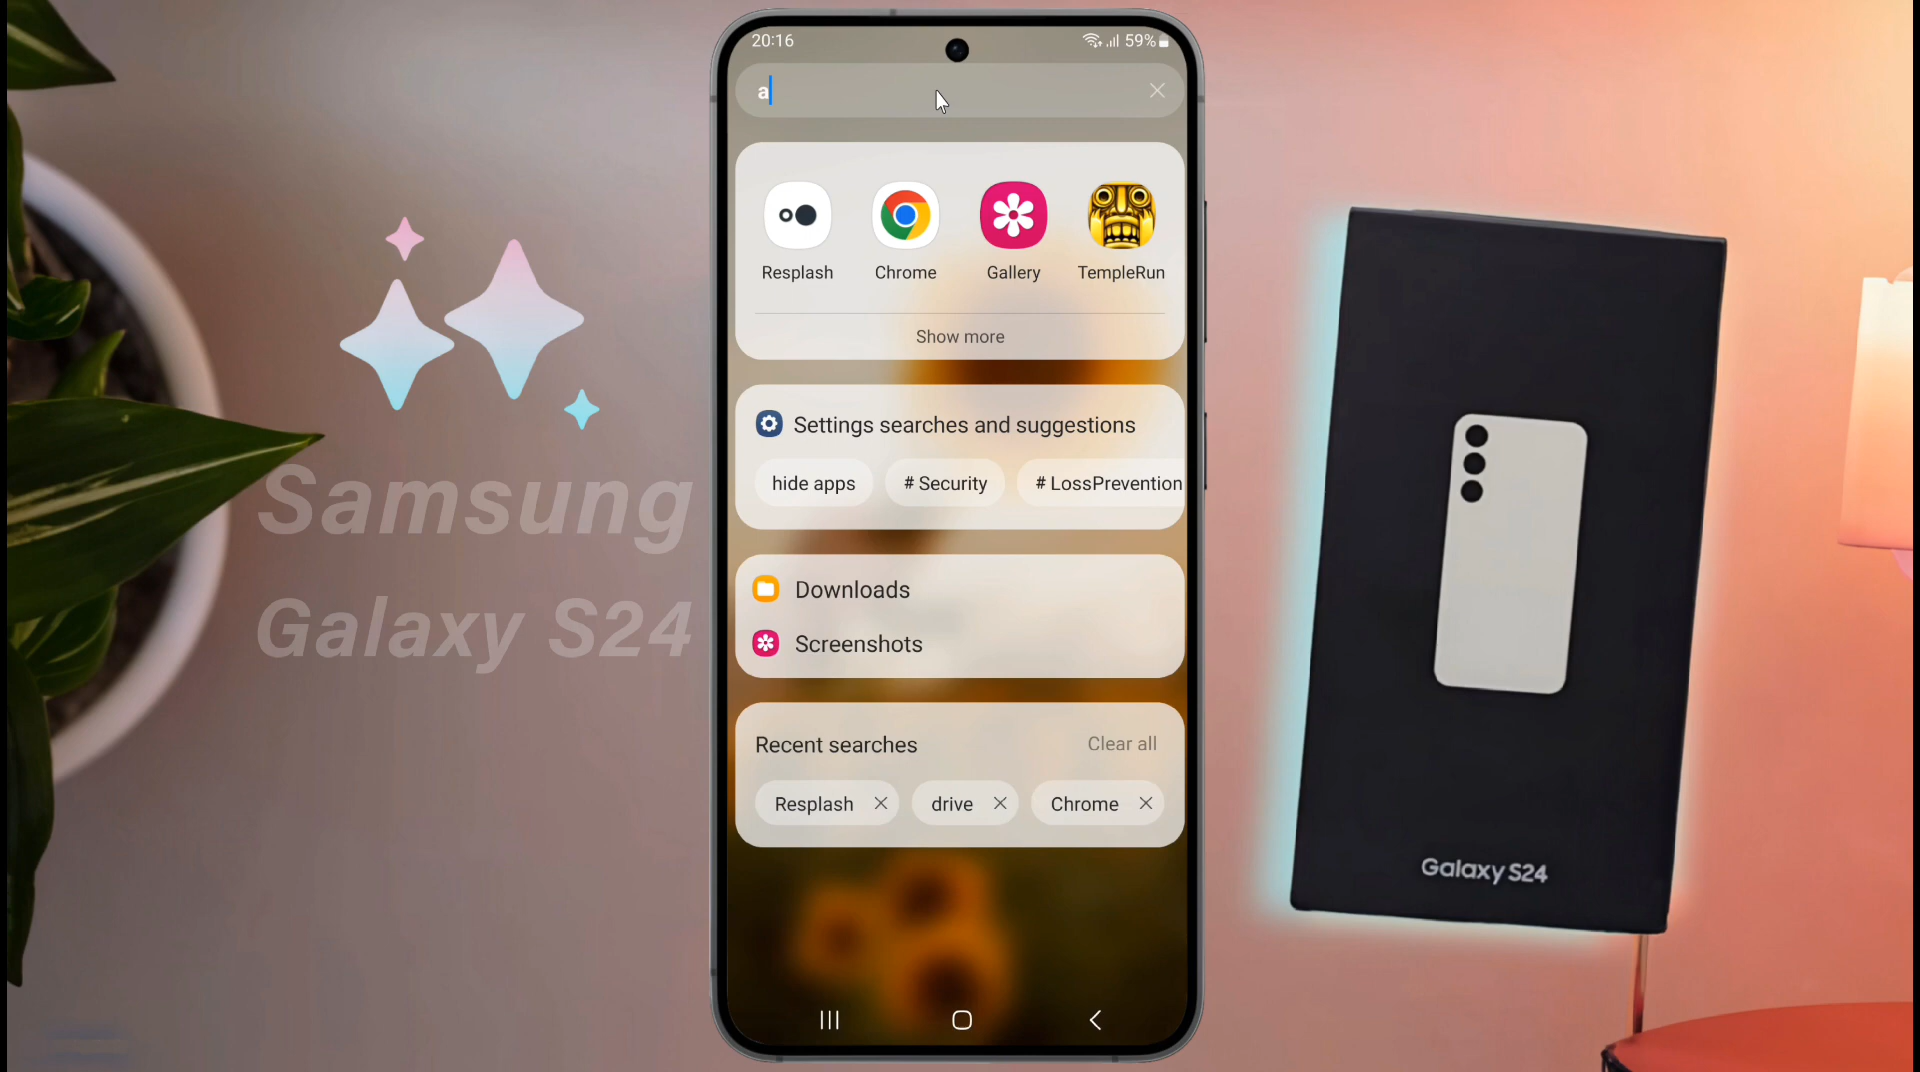 20:16
59%
a
Resplash
Chrome
Gallery
TempleRun
Show more
Settings searches and suggestions
hide apps
# Security
# LossPrevention
Downloads
Screenshots
Recent searches
Clear all
Resplash
drive
Chrome
Samsung
Galaxy S24
Galaxy S24